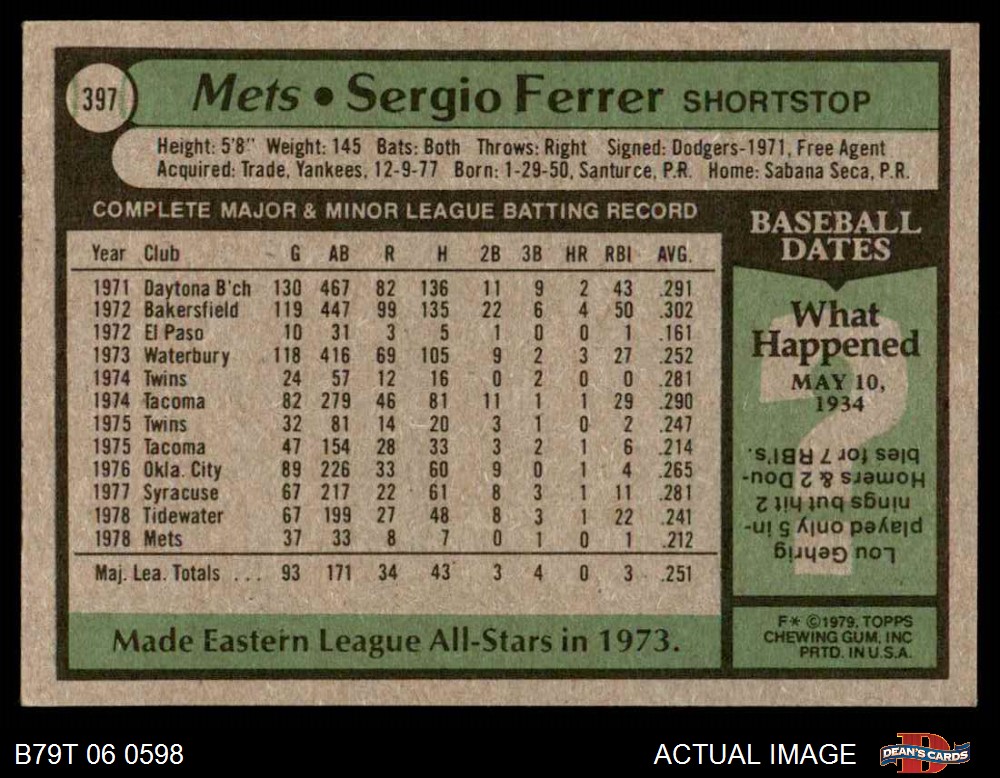 397 Mets • Sergio Ferrer SHORTSTOP
Height: 5'8" Weight: 145 Bats: Both Throws: Right Signed: Dodgers-1971, Free Agent
Acquired: Trade, Yankees, 12-9-77 Born: 1-29-50, Santurce, P.R. Home: Sabana Seca, P.R.
COMPLETE MAJOR & MINOR LEAGUE BATTING RECORD
Year Club G AB R H 2B 3B HR RBI AVG.
1971 Daytona B'ch 130 467 82 136 11 9 2 43 .291
1972 Bakersfield 119 447 99 135 22 6 4 50 .302
1972 El Paso 10 31 3 5 1 0 0 1 .161
1973 Waterbury 118 416 69 105 9 2 3 27 .252
1974 Twins 24 57 12 16 0 2 0 0 .281
1974 Tacoma 82 279 46 81 11 1 1 29 .290
1975 Twins 32 81 14 20 3 1 0 2 .247
1975 Tacoma 47 154 28 33 3 2 1 6 .214
1976 Okla. City 89 226 33 60 9 0 1 4 .265
1977 Syracuse 67 217 22 61 8 3 1 11 .281
1978 Tidewater 67 199 27 48 8 3 1 22 .241
1978 Mets 37 33 8 7 0 1 0 1 .212
Maj. Lea. Totals ... 93 171 34 43 3 4 0 3 .251
Made Eastern League All-Stars in 1973.
BASEBALL
DATES
What
Happened
MAY 10,
1934
?
Lou Gehrig
played only 5 in-
nings but hit 2
Homers & 2 Dou-
bles for 7 RBI's.
F* ©1979, TOPPS
CHEWING GUM, INC
PRTD. IN U.S.A.
B79T 06 0598
ACTUAL IMAGE
D
DEAN'S CARDS